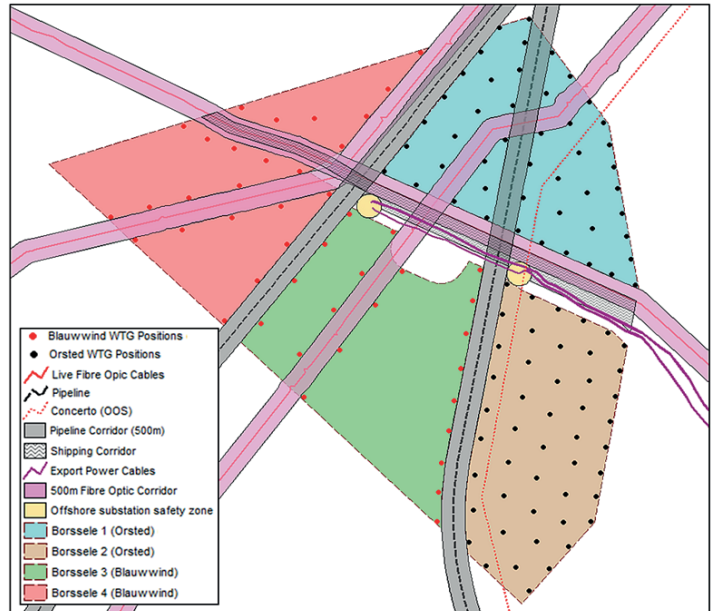 Blauwwind WTG Positions
Orsted WTG Positions
Live Fibre Optic Cables
Pipeline
Concerto (OOS)
Pipeline Corridor (500m)
Shipping Corridor
Export Power Cables
500m Fibre Optic Corridor
Offshore substation safety zone
Borssele 1 (Orsted)
Borssele 2 (Orsted)
Borssele 3 (Blauwwind)
Borssele 4 (Blauwwind)